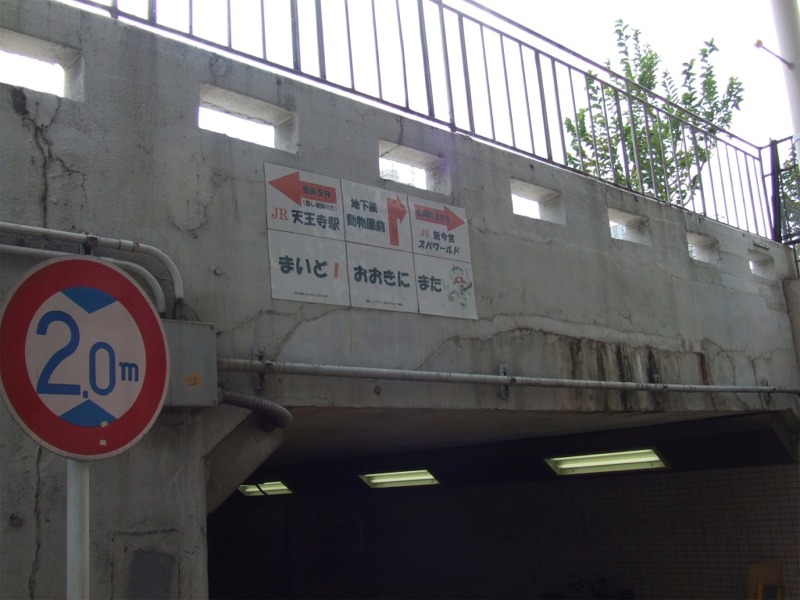 徒歩5分
JR 天王寺駅
地下鉄
動物園前
JR 新今宮
スパワールド
まいど!
おおきに
また
2.0m